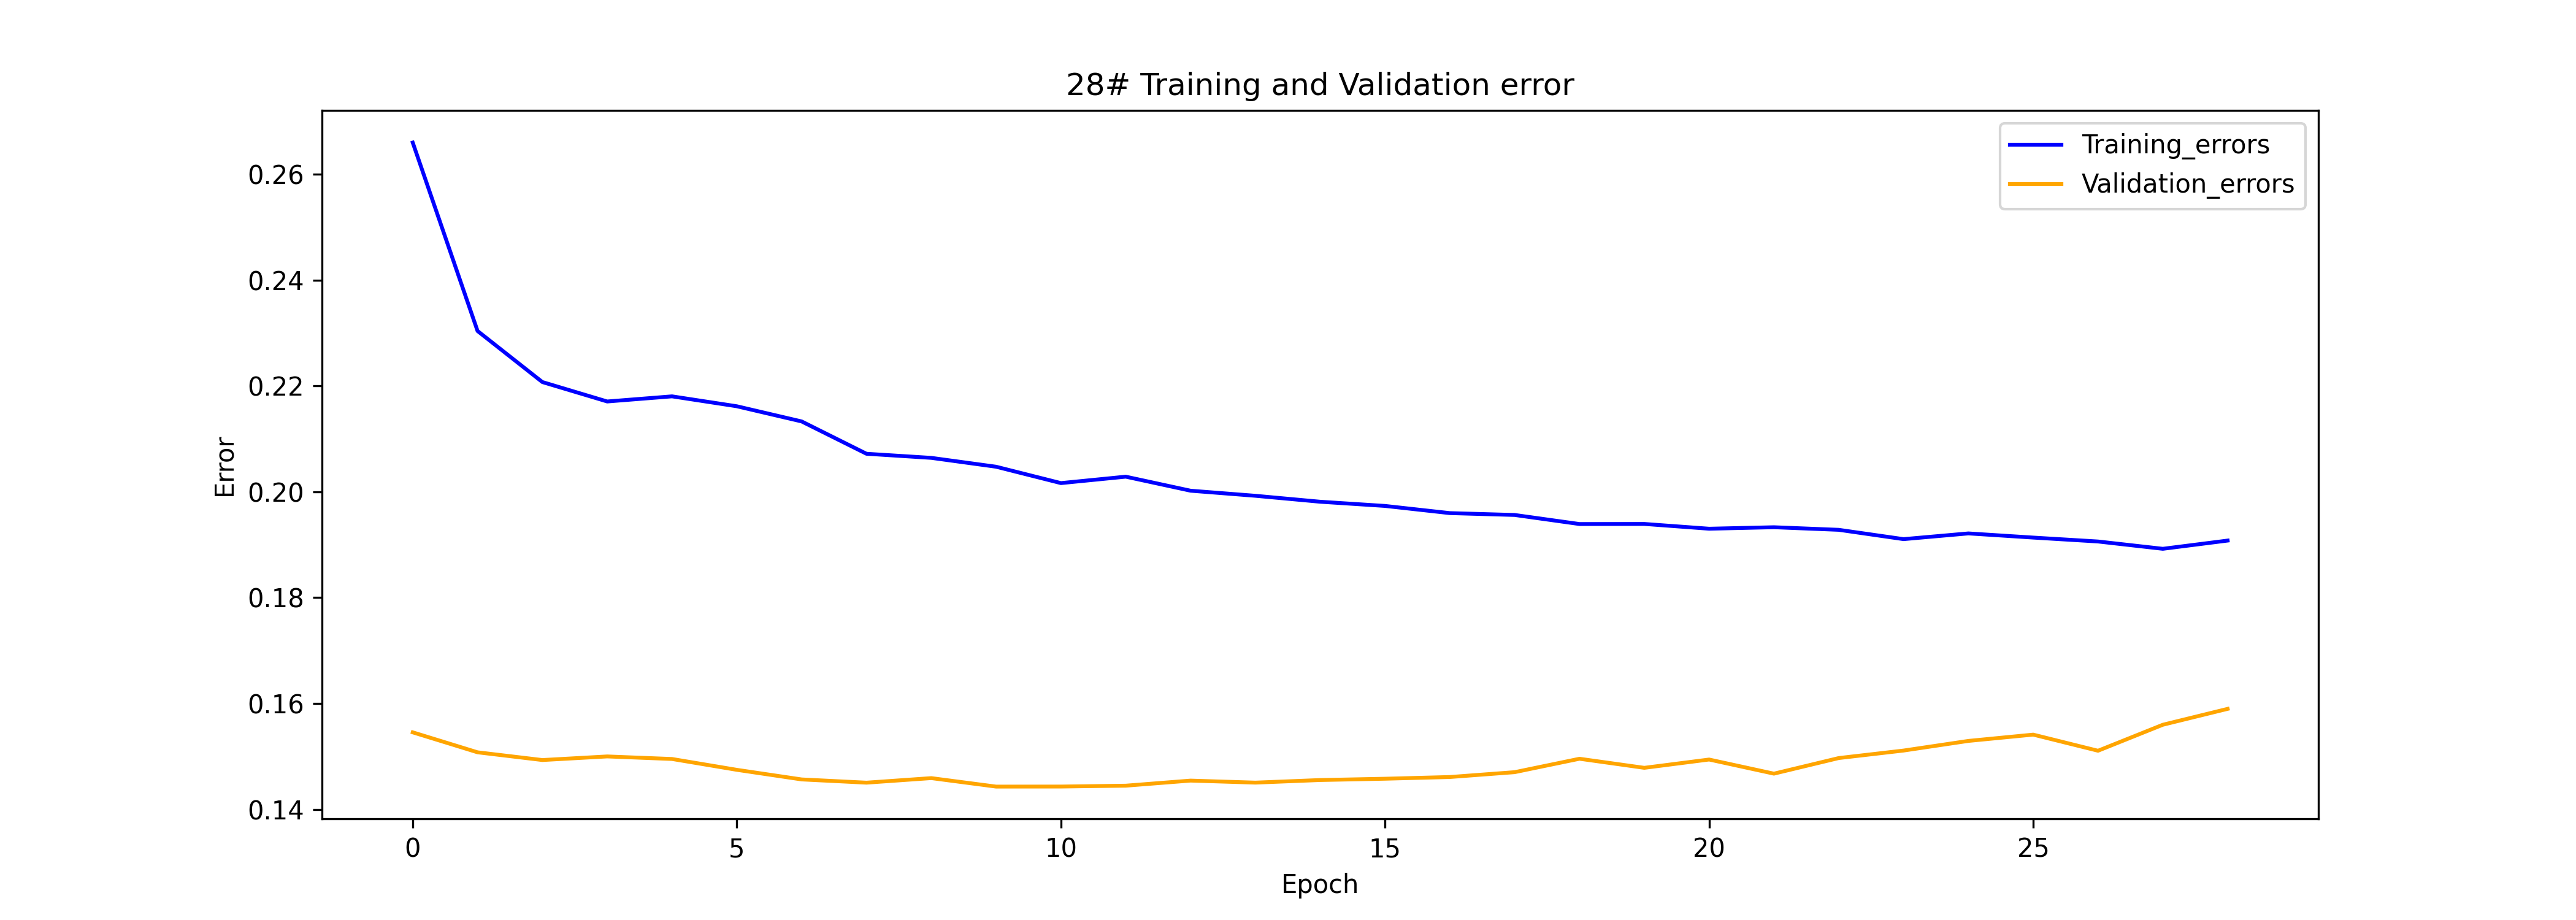 28# Training and Validation error
Training_errors
Validation_errors
0.26
0.24
0.22
0.20
0.18
0.16
0.14
Error
0 5 10 15 20 25
Epoch